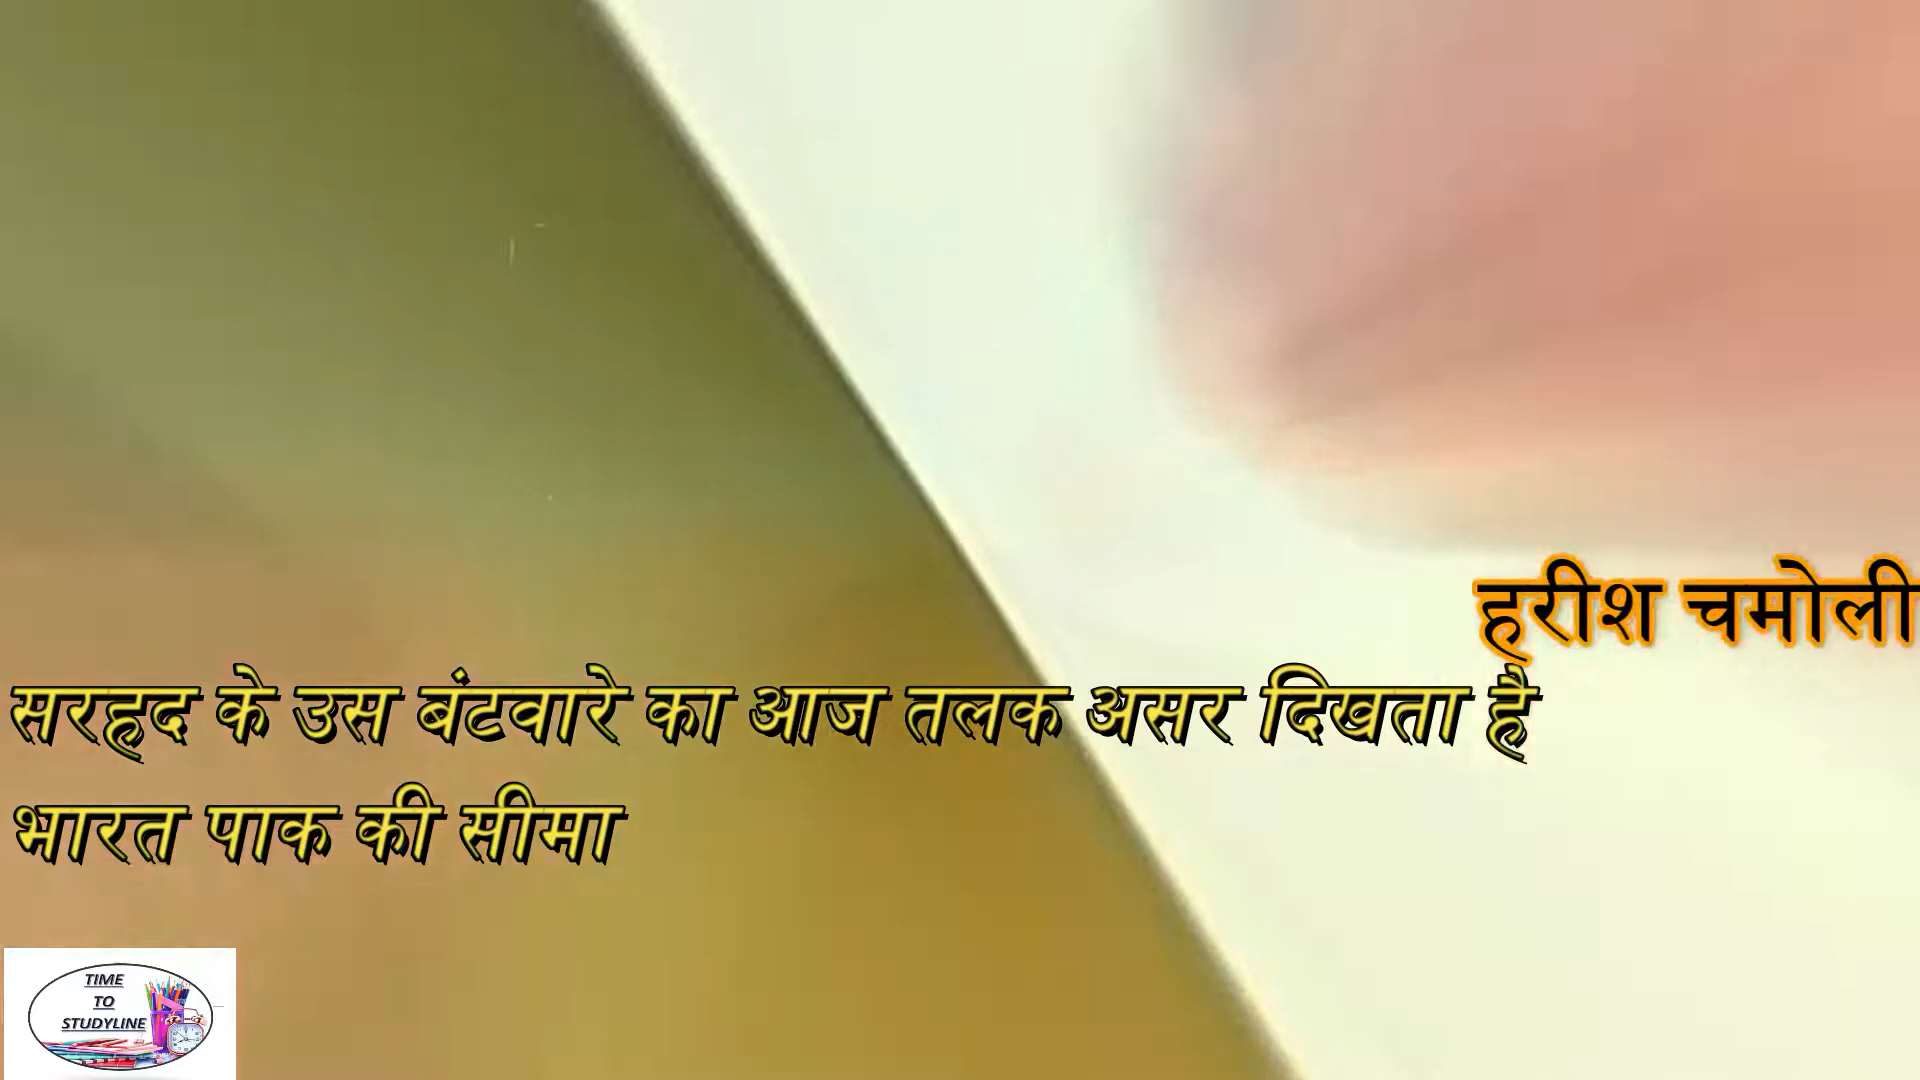 हरीश चमोली
सरहद के उस बंटवारे का आज तलक असर दिखता है
भारत पाक की सीमा
TIME
TO
STUDYLINE